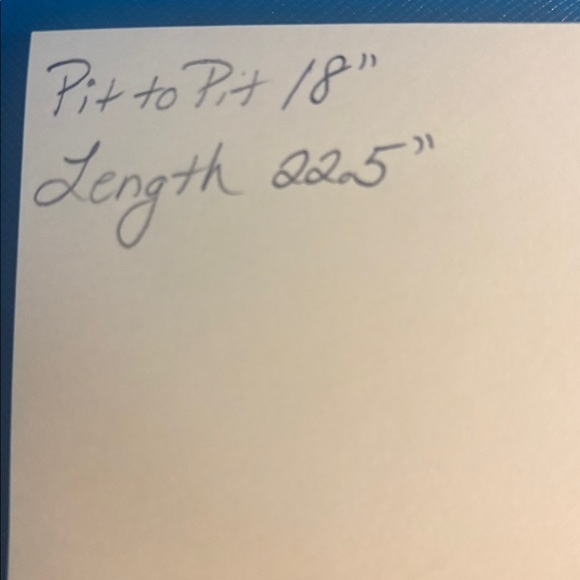 Pit to Pit 18"
Length 22.5"